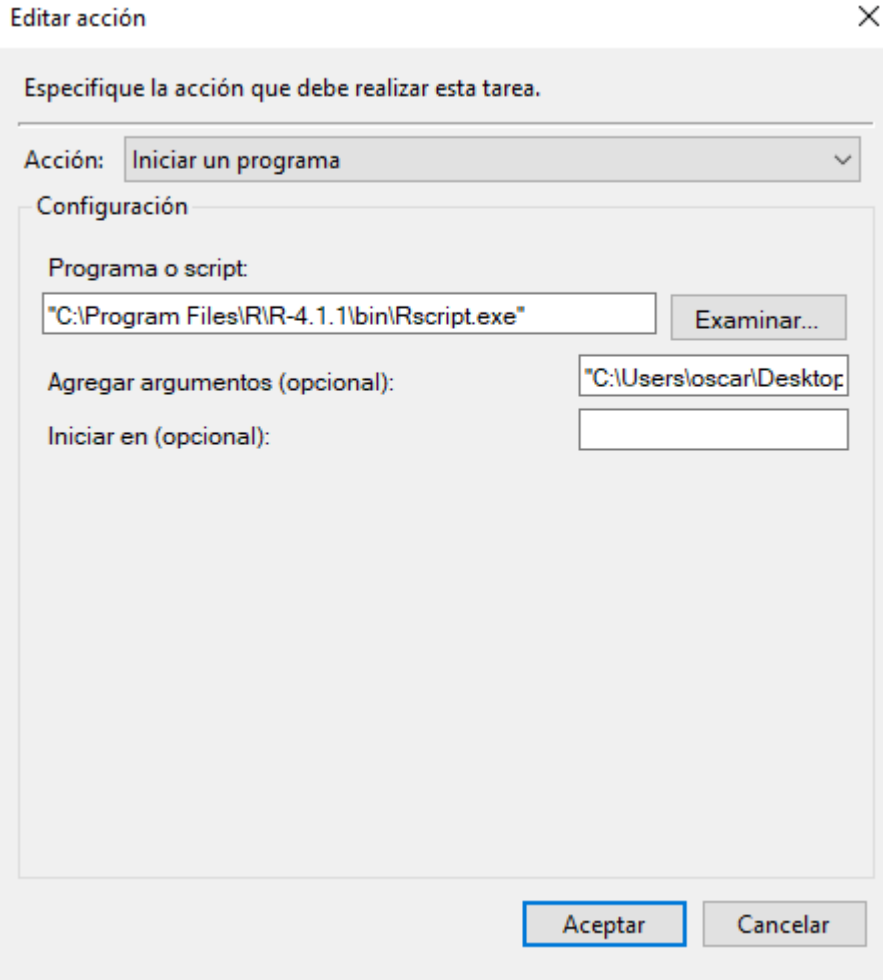 Editar acción
Especifique la acción que debe realizar esta tarea.
Acción: Iniciar un programa
Configuración
Programa o script:
"C:\Program Files\R\R-4.1.1\bin\Rscript.exe" Examinar...
Agregar argumentos (opcional): "C:\Users\oscar\Desktop
Iniciar en (opcional):
Aceptar Cancelar